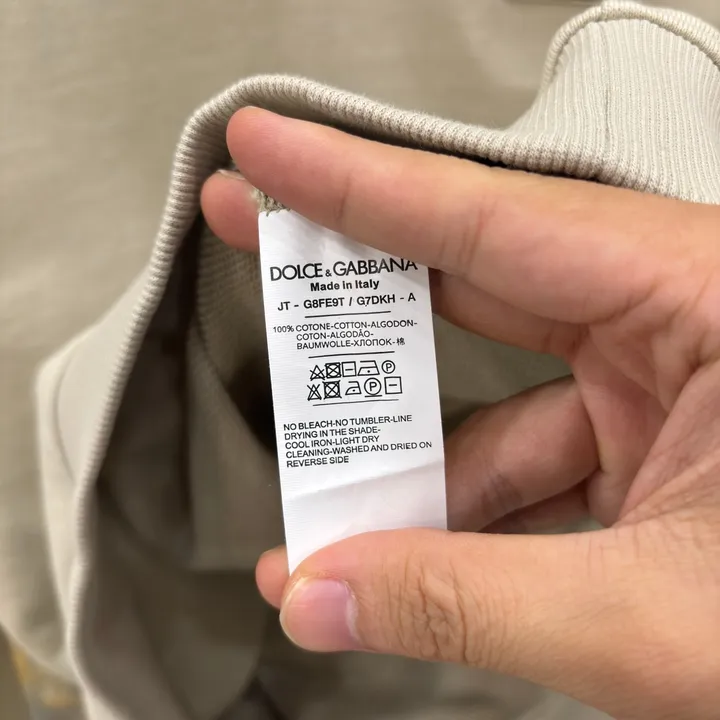 DOLCE & GABBANA
Made in Italy
JT - G8FE9T / G7DKH - A
100% COTONE-COTTON-ALGODON-
COTON-ALGODÃO-
BAUMWOLLE-ХЛОПОК-棉
NO BLEACH-NO TUMBLER-LINE
DRYING IN THE SHADE-
COOL IRON-LIGHT DRY
CLEANING-WASHED AND DRIED ON
REVERSE SIDE